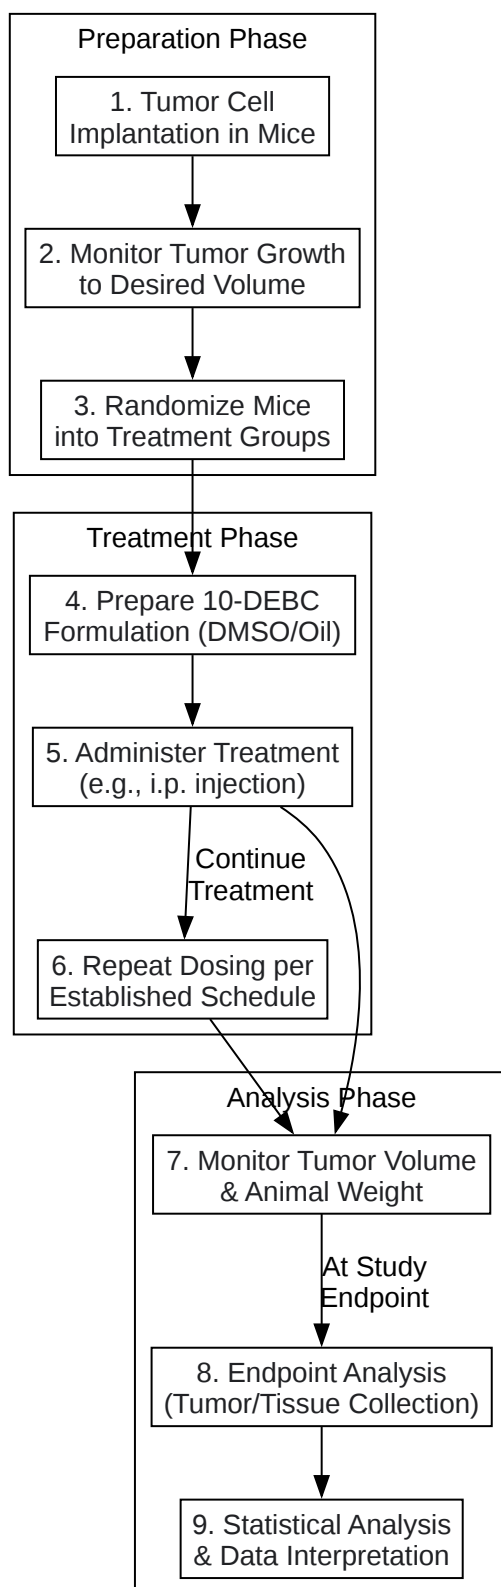 Preparation Phase
1. Tumor Cell
Implantation in Mice
2. Monitor Tumor Growth
to Desired Volume
3. Randomize Mice
into Treatment Groups
Treatment Phase
4. Prepare 10-DEBC
Formulation (DMSO/Oil)
5. Administer Treatment
(e.g., i.p. injection)
Continue
Treatment
6. Repeat Dosing per
Established Schedule
Analysis Phase
7. Monitor Tumor Volume
& Animal Weight
At Study
Endpoint
8. Endpoint Analysis
(Tumor/Tissue Collection)
9. Statistical Analysis
& Data Interpretation